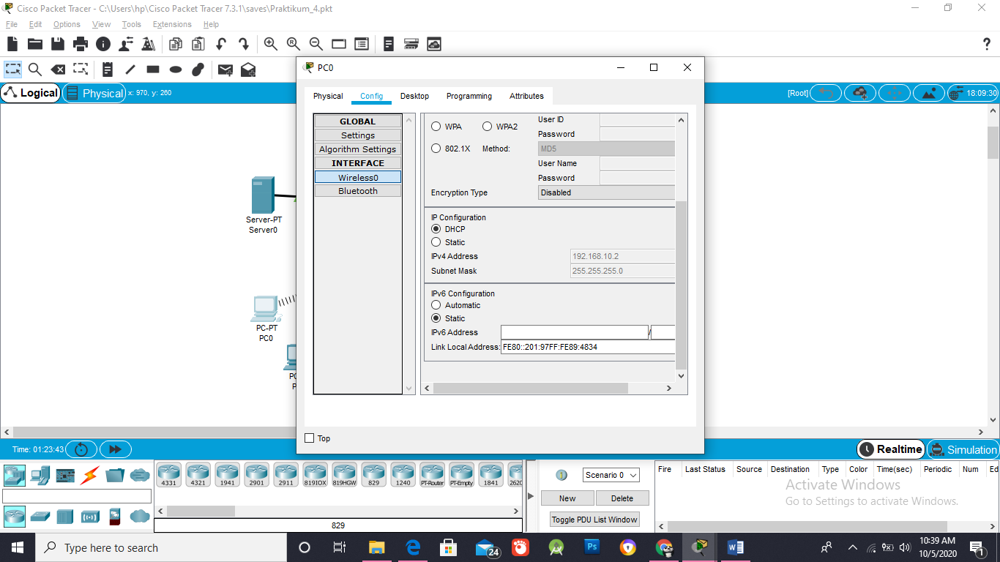 Cisco Packet Tracer - C:\Users\hp\Cisco Packet Tracer 7.3.1\saves\Praktikum_4.pkt
File Edit Options View Tools Extensions Help
PC0
Logical Physical x: 970, y: 260 [Root] 18:09:30
Physical Config Desktop Programming Attributes
GLOBAL
Settings
Algorithm Settings
INTERFACE
Wireless0
Bluetooth
User ID
WPA WPA2
Password
802.1X Method: MD5
User Name
Password
Encryption Type Disabled
IP Configuration
DHCP
Static
IPv4 Address 192.168.10.2
Subnet Mask 255.255.255.0
IPv6 Configuration
Automatic
Static
IPv6 Address /
Link Local Address: FE80::201:97FF:FE89:4834
Server-PT
Server0
PC-PT
PC0
PC
P
Top
Time: 01:23:43 Realtime Simulation
4331 4321 1941 2901 2911 819IOX 819HGW 829 1240 PT-Router PT-Empty 1841 2620
829
Scenario 0
New Delete
Toggle PDU List Window
Fire Last Status Source Destination Type Color Time(sec) Periodic Num Ed
Activate Windows
Go to Settings to activate Windows.
Type here to search
24
Ps
10:39 AM
10/5/2020
1